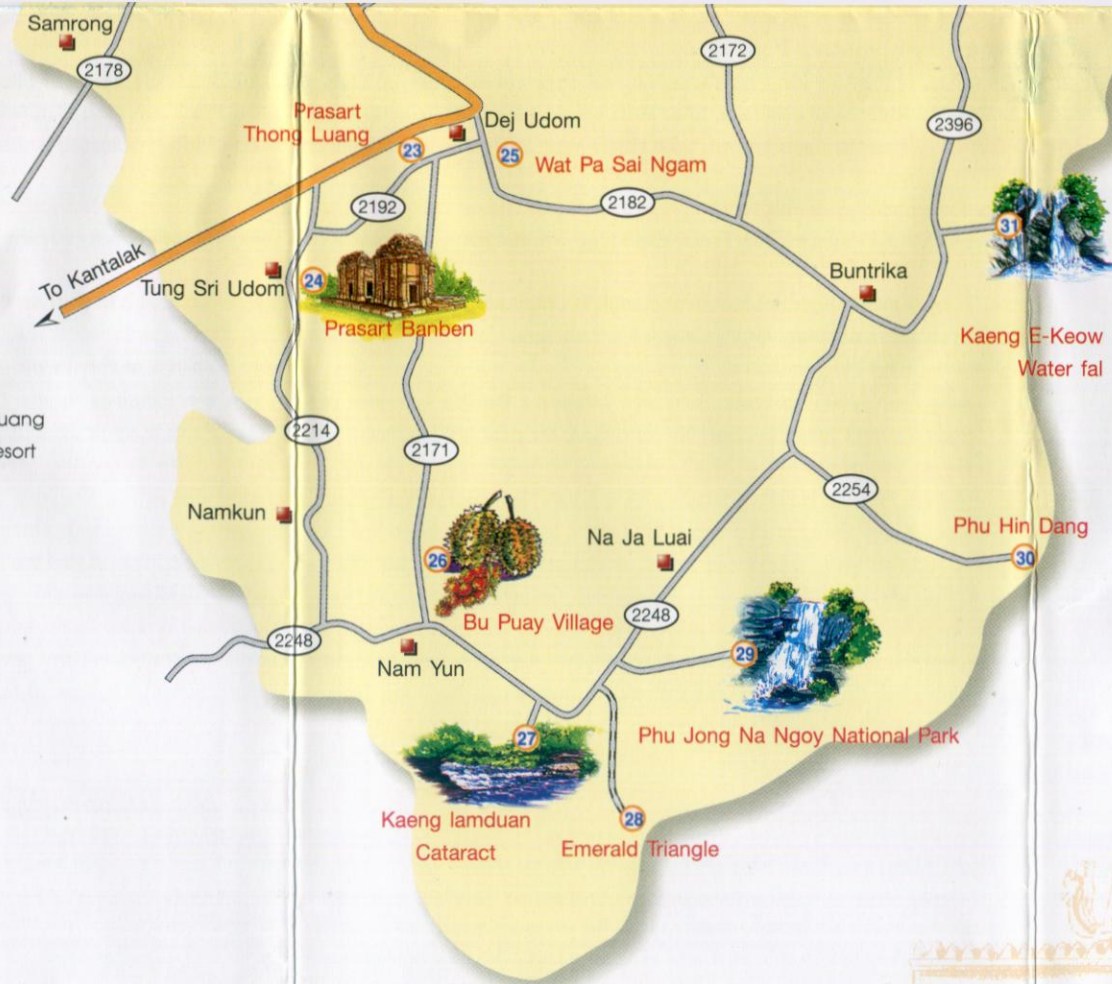 Samrong
2178
2172
2396
Prasart
Thong Luang
Dej Udom
23
25
Wat Pa Sai Ngam
2192
2182
31
To Kantalak
Tung Sri Udom
24
Buntrika
Prasart Banben
Kaeng E-Keow
Water fal
uang
esort
2214
2171
2254
Namkun
Na Ja Luai
Phu Hin Dang
30
26
Bu Puay Village
2248
2248
Nam Yun
29
27
Phu Jong Na Ngoy National Park
Kaeng lamduan
Cataract
28
Emerald Triangle